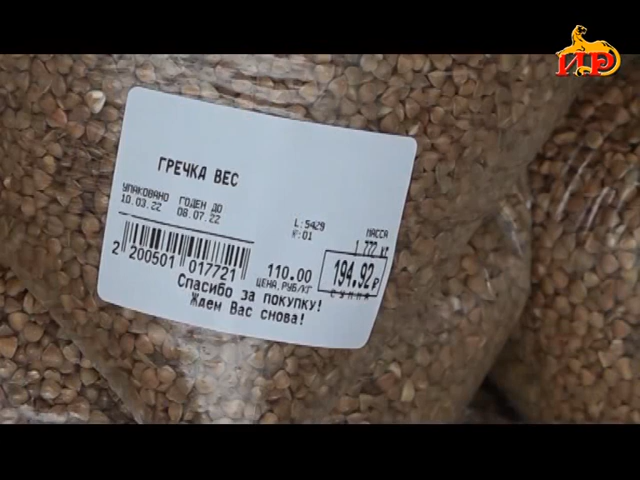 ИР
ГРЕЧКА ВЕС
УПАКОВАНО ГОДЕН ДО
10.03.22 08.07.22
L:5429
Р:01
МАССА
1,772 кг
2 200501 017721
110.00
ЦЕНА,РУБ/КГ
194.92 ₽
СУММА
Спасибо за покупку!
Ждем Вас снова!